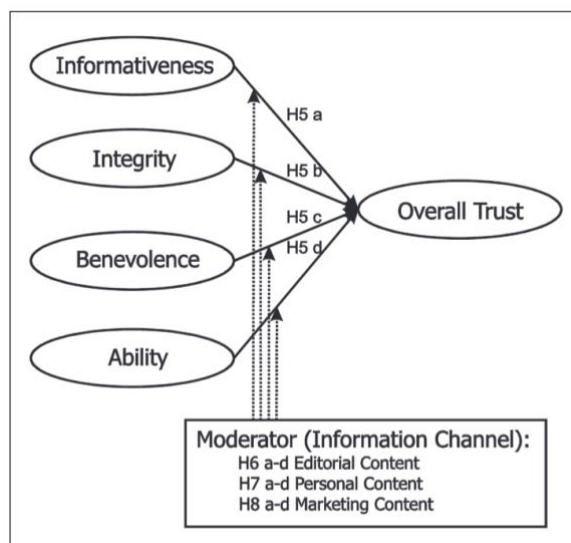 Informativeness
H5 a
Integrity
H5 b
Overall Trust
H5 c
Benevolence
H5 d
Ability
Moderator (Information Channel):
H6 a-d Editorial Content
H7 a-d Personal Content
H8 a-d Marketing Content